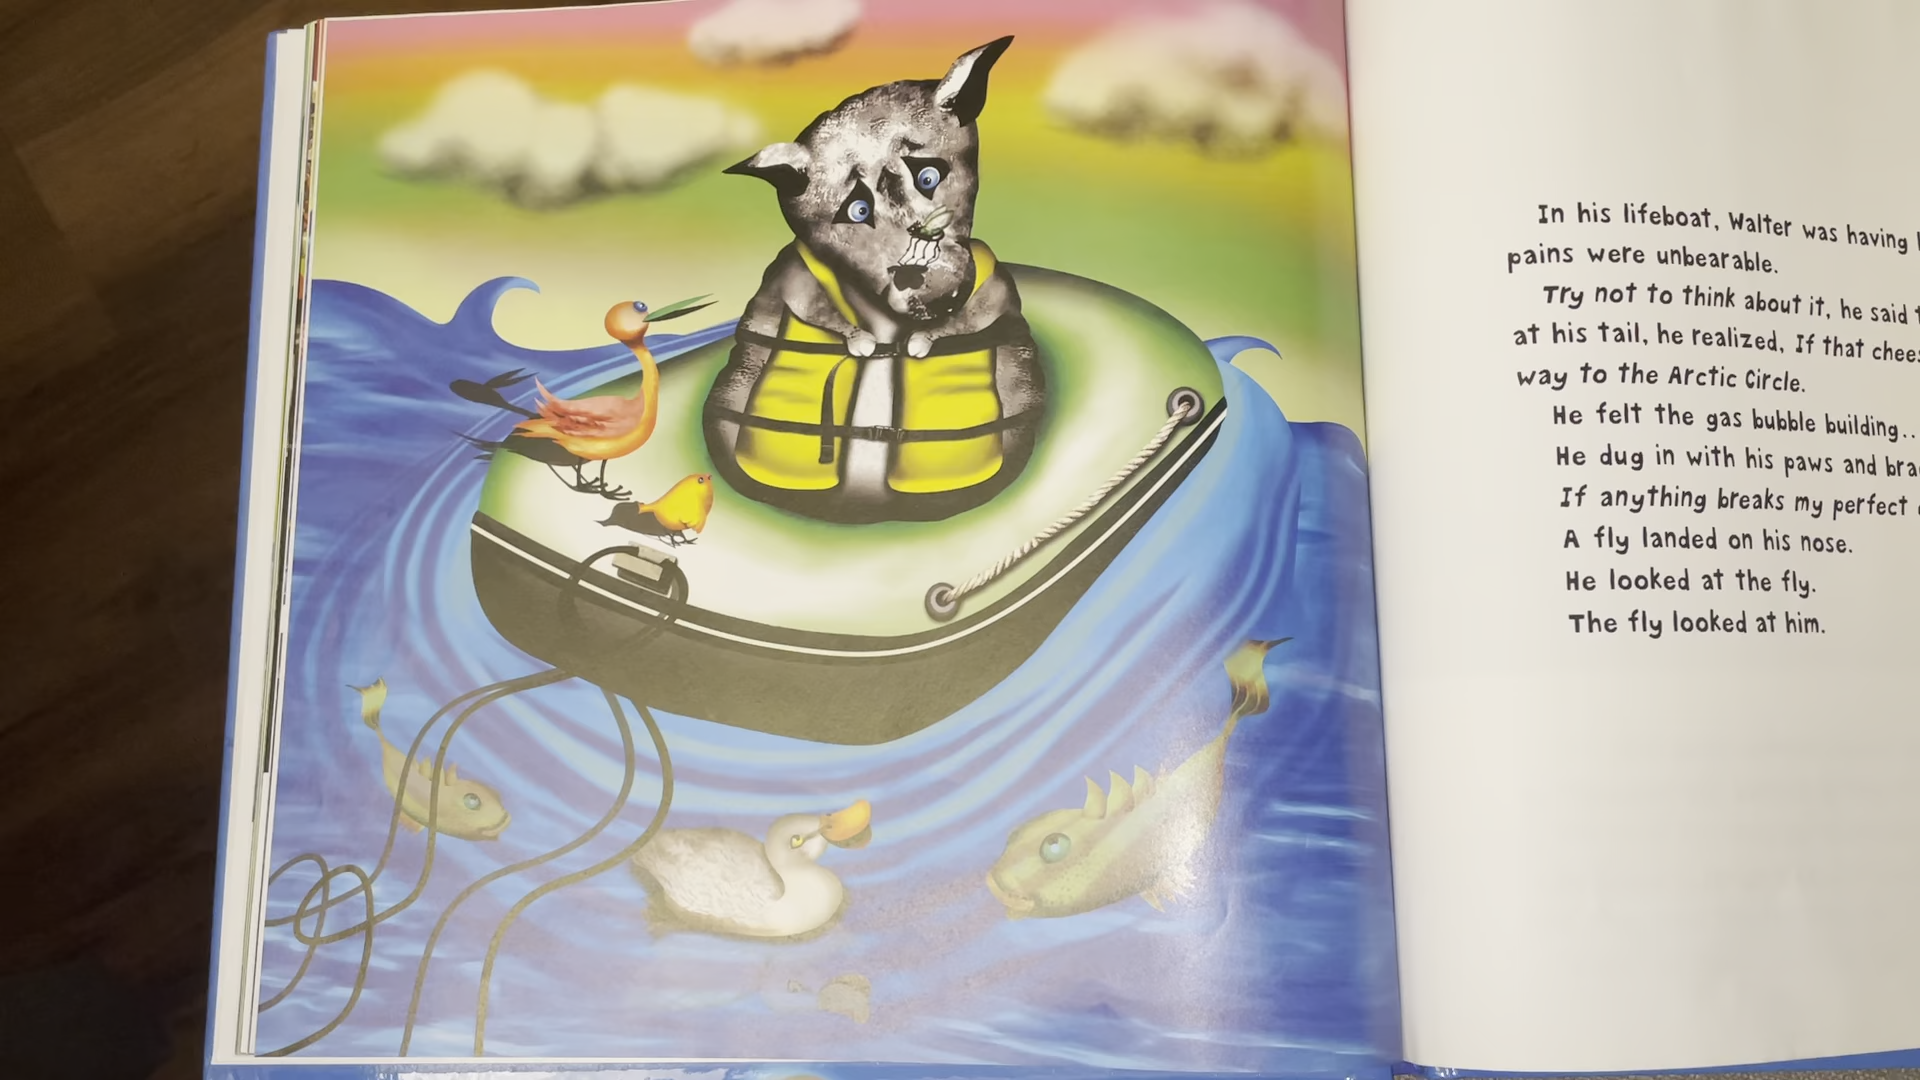 In his lifeboat, Walter was having
pains were unbearable.
Try not to think about it, he said
at his tail, he realized, If that
way to the Arctic Circle.
He felt the gas bubble building..
He dug in with his paws and
If anything breaks my perfect
A fly landed on his nose.
He looked at the fly.
The fly looked at him.